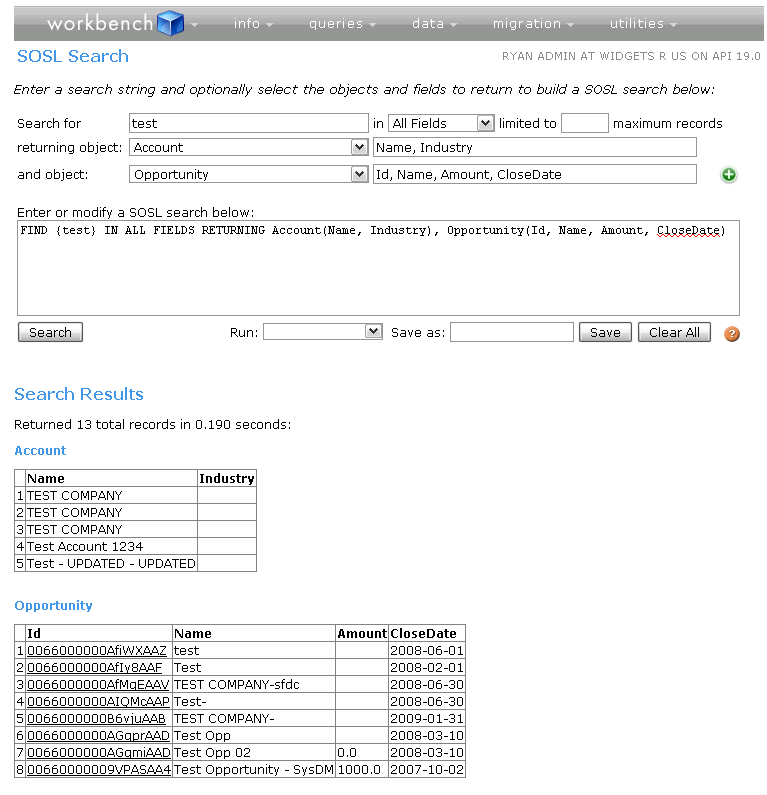 workbench info queries data migration utilities
SOSL Search RYAN ADMIN AT WIDGETS R US ON API 19.0
Enter a search string and optionally select the objects and fields to return to build a SOSL search below:
Search for test in All Fields limited to maximum records
returning object: Account Name, Industry
and object: Opportunity Id, Name, Amount, CloseDate
Enter or modify a SOSL search below:
FIND {test} IN ALL FIELDS RETURNING Account(Name, Industry), Opportunity(Id, Name, Amount, CloseDate)
Search Run: Save as: Save Clear All ?
Search Results
Returned 13 total records in 0.190 seconds:
Account
Name Industry
1 TEST COMPANY
2 TEST COMPANY
3 TEST COMPANY
4 Test Account 1234
5 Test - UPDATED - UPDATED
Opportunity
Id Name Amount CloseDate
1 0066000000AfiWXAAZ test 2008-06-01
2 0066000000AfIy8AAF Test 2008-02-01
3 0066000000AfMgEAAV TEST COMPANY-sfdc 2008-06-30
4 0066000000AIQMcAAP Test- 2008-06-30
5 0066000000B6vjuAAB TEST COMPANY- 2009-01-31
6 0066000000AGqprAAD Test Opp 2008-03-10
7 0066000000AGqmiAAD Test Opp 02 0.0 2008-03-10
8 00660000009VPASAA4 Test Opportunity - SysDM 1000.0 2007-10-02